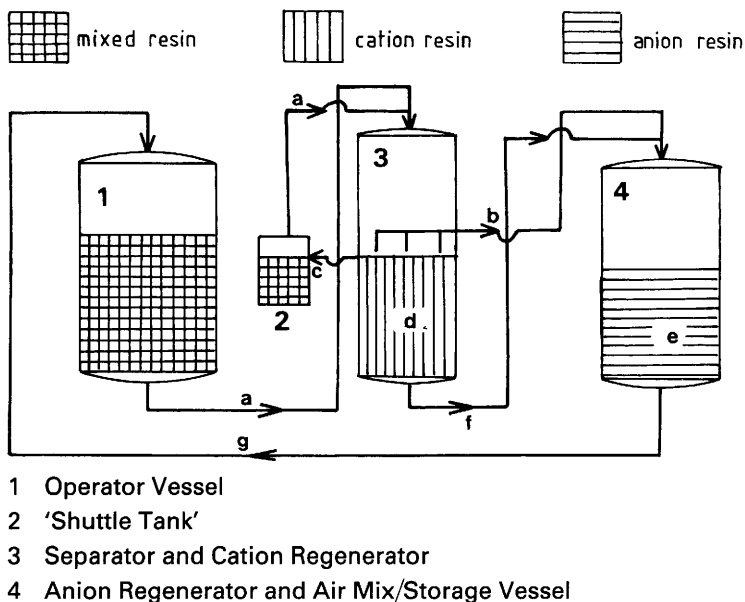 mixed resin cation resin anion resin
a
3
1
4
b
c
2
d
e
a
f
g
1 Operator Vessel
2 'Shuttle Tank'
3 Separator and Cation Regenerator
4 Anion Regenerator and Air Mix/Storage Vessel